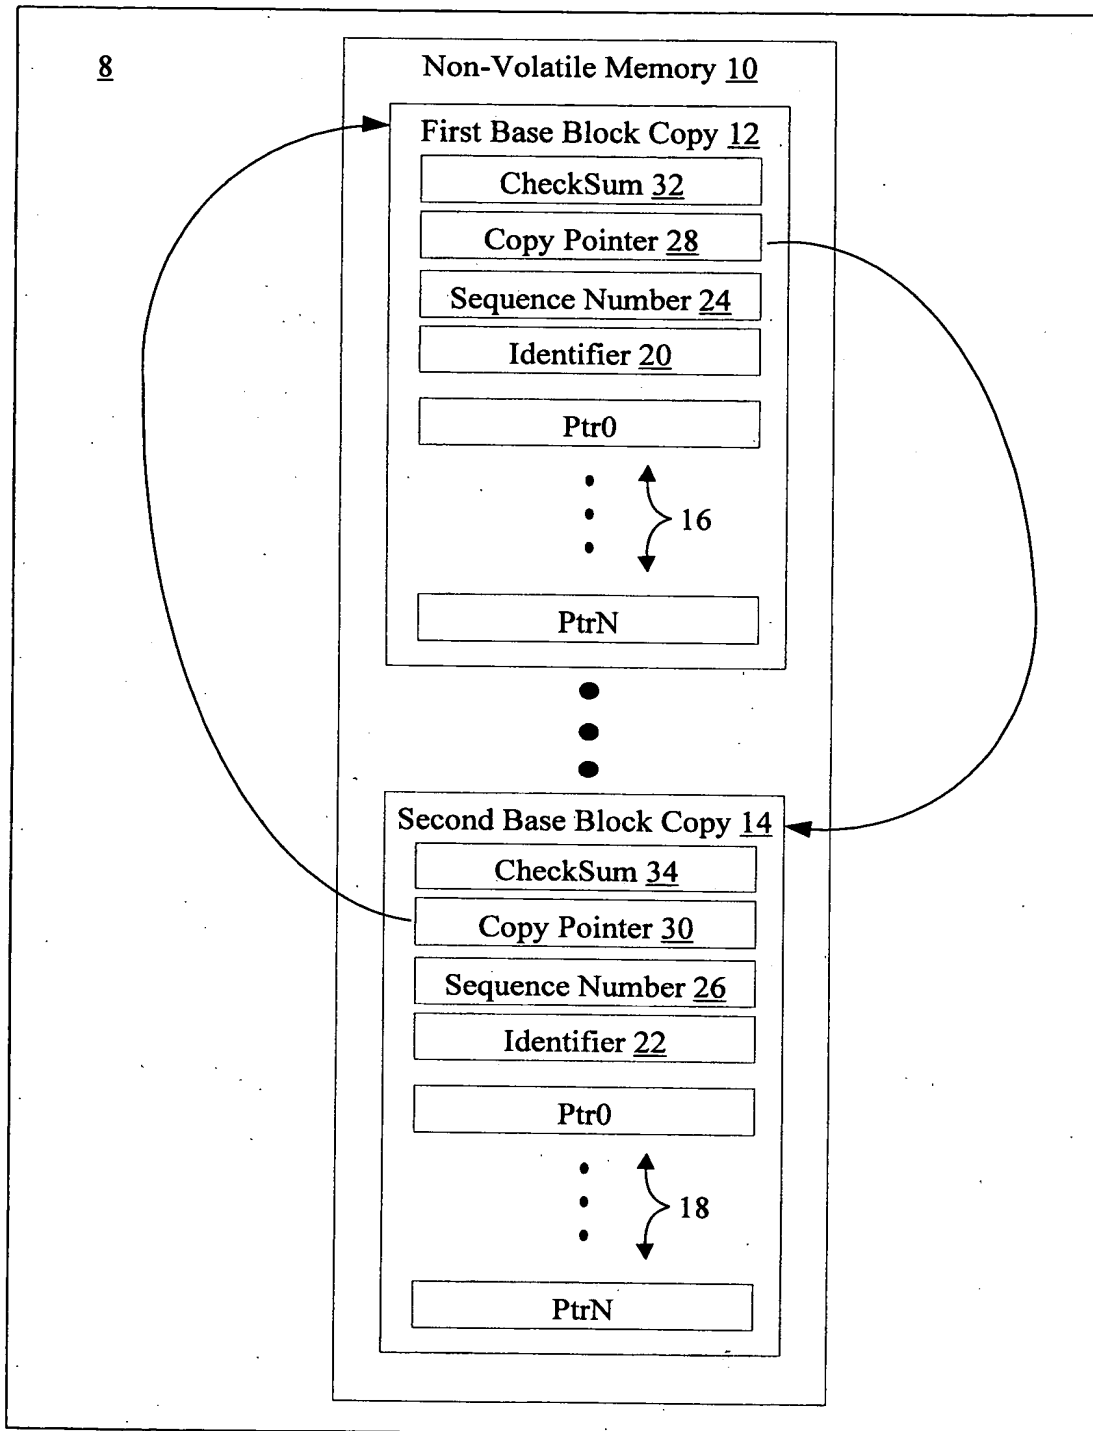 8
Non-Volatile Memory 10
First Base Block Copy 12
CheckSum 32
Copy Pointer 28
Sequence Number 24
Identifier 20
Ptr0
16
PtrN
Second Base Block Copy 14
CheckSum 34
Copy Pointer 30
Sequence Number 26
Identifier 22
Ptr0
18
PtrN